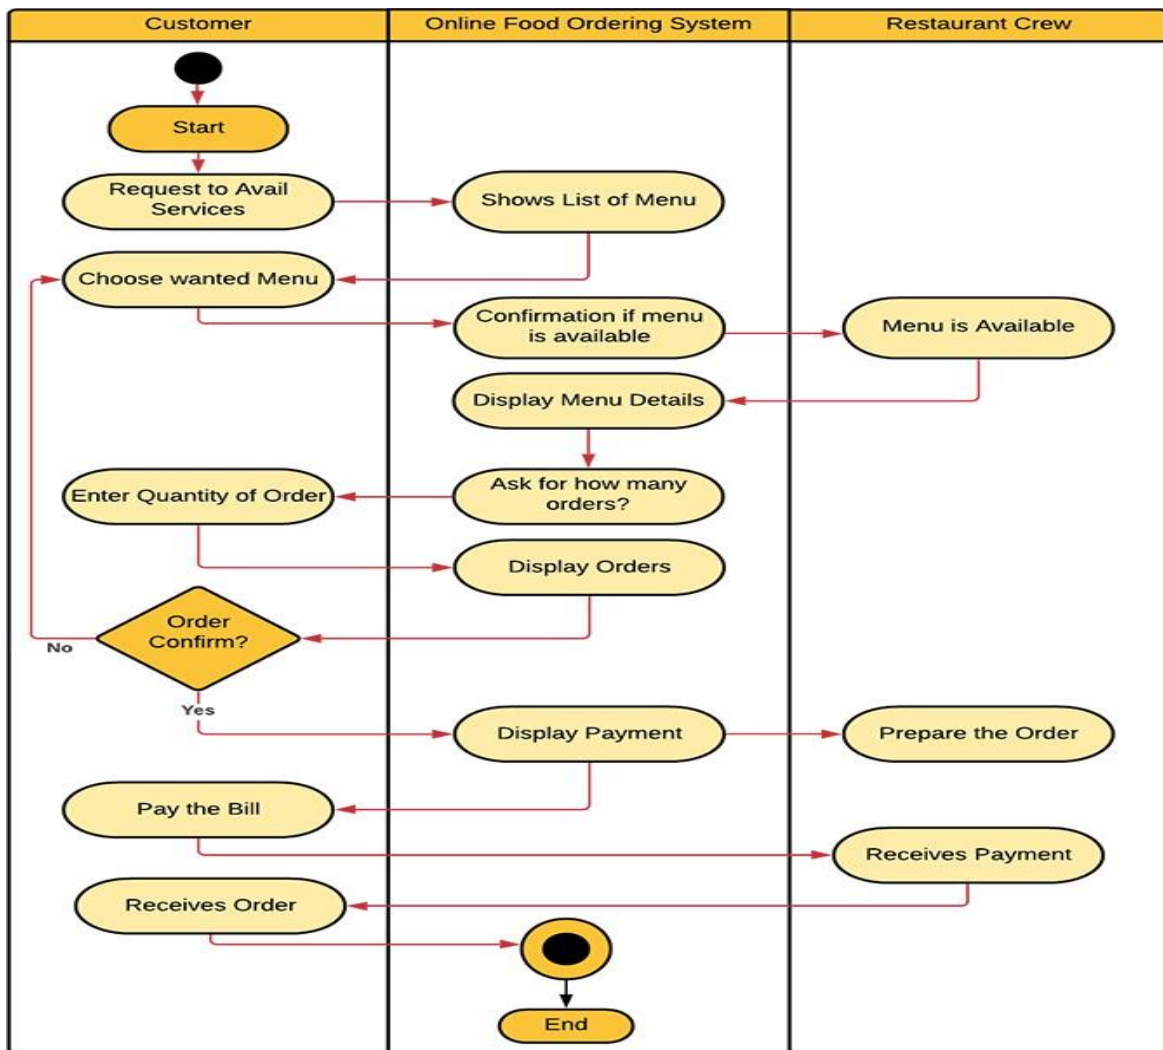 Customer
Online Food Ordering System
Restaurant Crew
Start
Request to Avail
Services
Shows List of Menu
Choose wanted Menu
Confirmation if menu
is available
Menu is Available
Display Menu Details
Enter Quantity of Order
Ask for how many
orders?
Display Orders
Order
Confirm?
No
Yes
Display Payment
Prepare the Order
Pay the Bill
Receives Payment
Receives Order
End